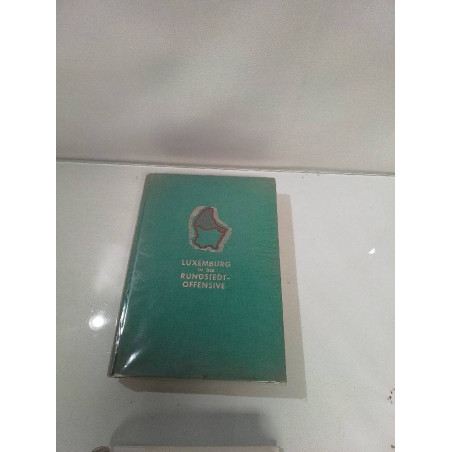 LUXEMBURG
IN DER
RUNDSTEDT-
OFFENSIVE